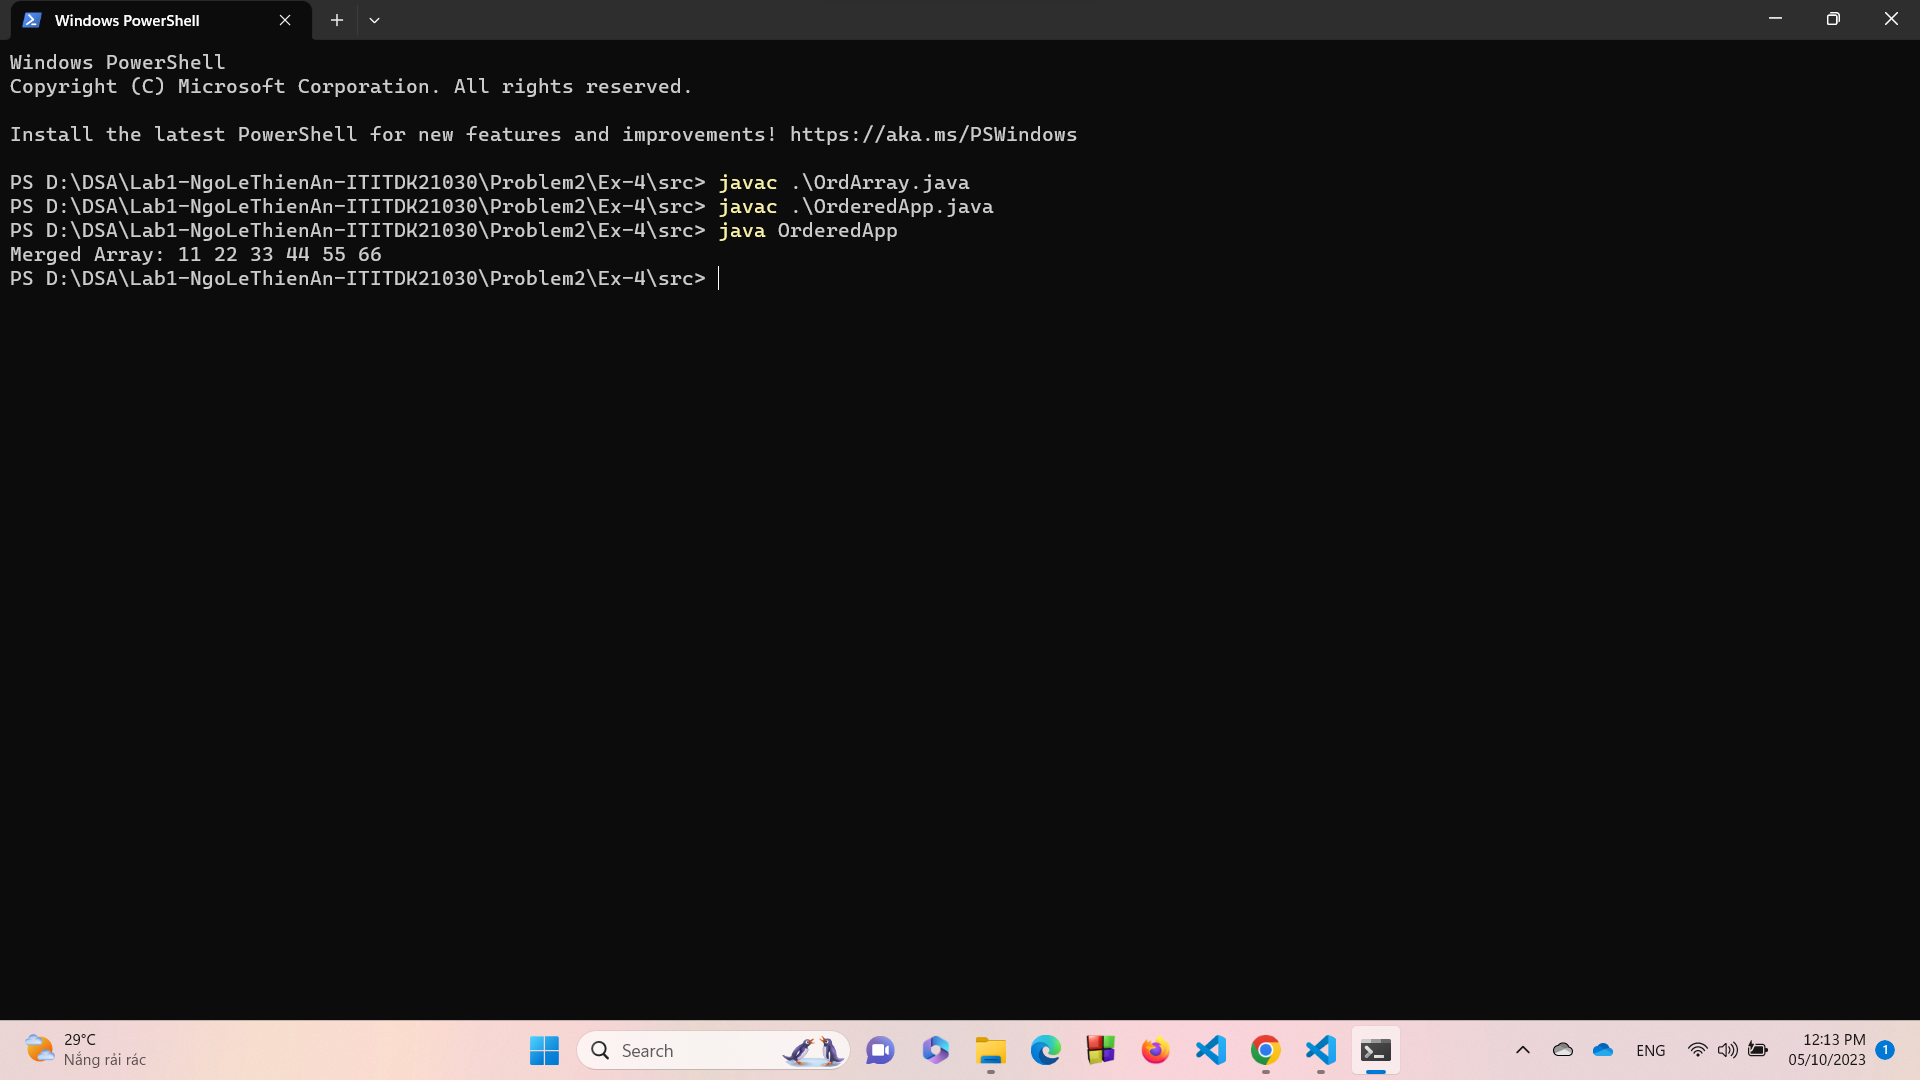 Windows PowerShell
Windows PowerShell
Copyright (C) Microsoft Corporation. All rights reserved.
Install the latest PowerShell for new features and improvements! https://aka.ms/PSWindows
PS D:\DSA\Lab1-NgoLeThienAn-ITITDK21030\Problem2\Ex-4\src> javac .\OrdArray.java
PS D:\DSA\Lab1-NgoLeThienAn-ITITDK21030\Problem2\Ex-4\src> javac .\OrderedApp.java
PS D:\DSA\Lab1-NgoLeThienAn-ITITDK21030\Problem2\Ex-4\src> java OrderedApp
Merged Array: 11 22 33 44 55 66
PS D:\DSA\Lab1-NgoLeThienAn-ITITDK21030\Problem2\Ex-4\src>
29°C
Nắng rải rác
Search
ENG
12:13 PM
05/10/2023
1